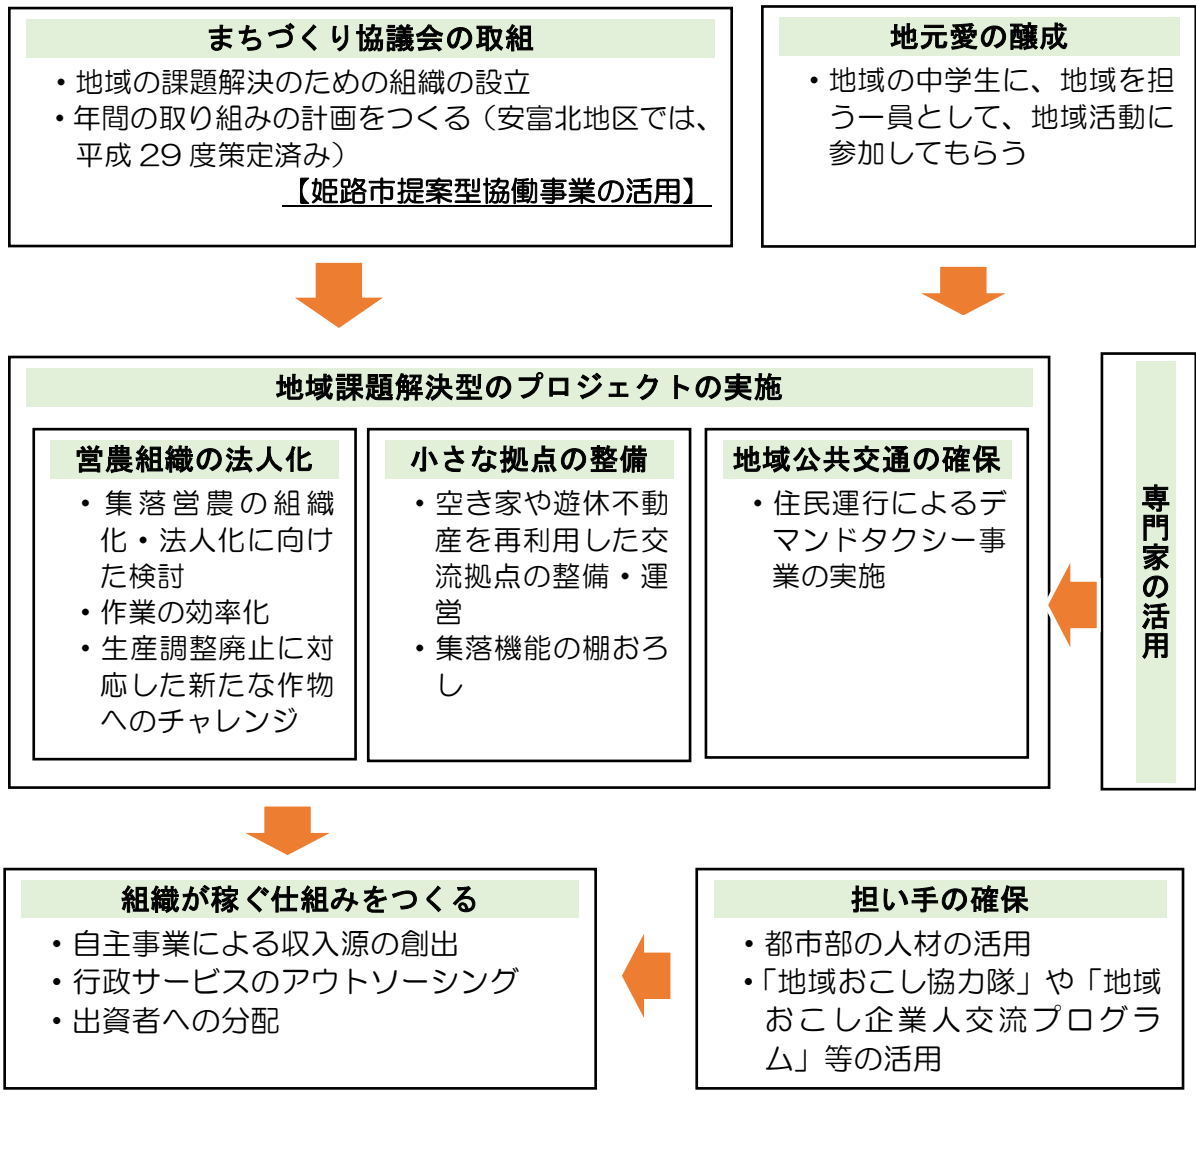 まちづくり協議会の取組
・地域の課題解決のための組織の設立
・年間の取り組みの計画をつくる（安富北地区では、
平成 29 度策定済み）
【姫路市提案型協働事業の活用】
地元愛の醸成
・地域の中学生に、地域を担
う一員として、地域活動に
参加してもらう
地域課題解決型のプロジェクトの実施
営農組織の法人化
・集落営農の組織
化・法人化に向け
た検討
・作業の効率化
・生産調整廃止に対
応した新たな作物
へのチャレンジ
小さな拠点の整備
・空き家や遊休不動
産を再利用した交
流拠点の整備・運
営
・集落機能の棚おろ
し
地域公共交通の確保
・住民運行によるデ
マンドタクシー事
業の実施
専門家の活用
組織が稼ぐ仕組みをつくる
・自主事業による収入源の創出
・行政サービスのアウトソーシング
・出資者への分配
担い手の確保
・都市部の人材の活用
・「地域おこし協力隊」や「地域
おこし企業人交流プログラ
ム」等の活用